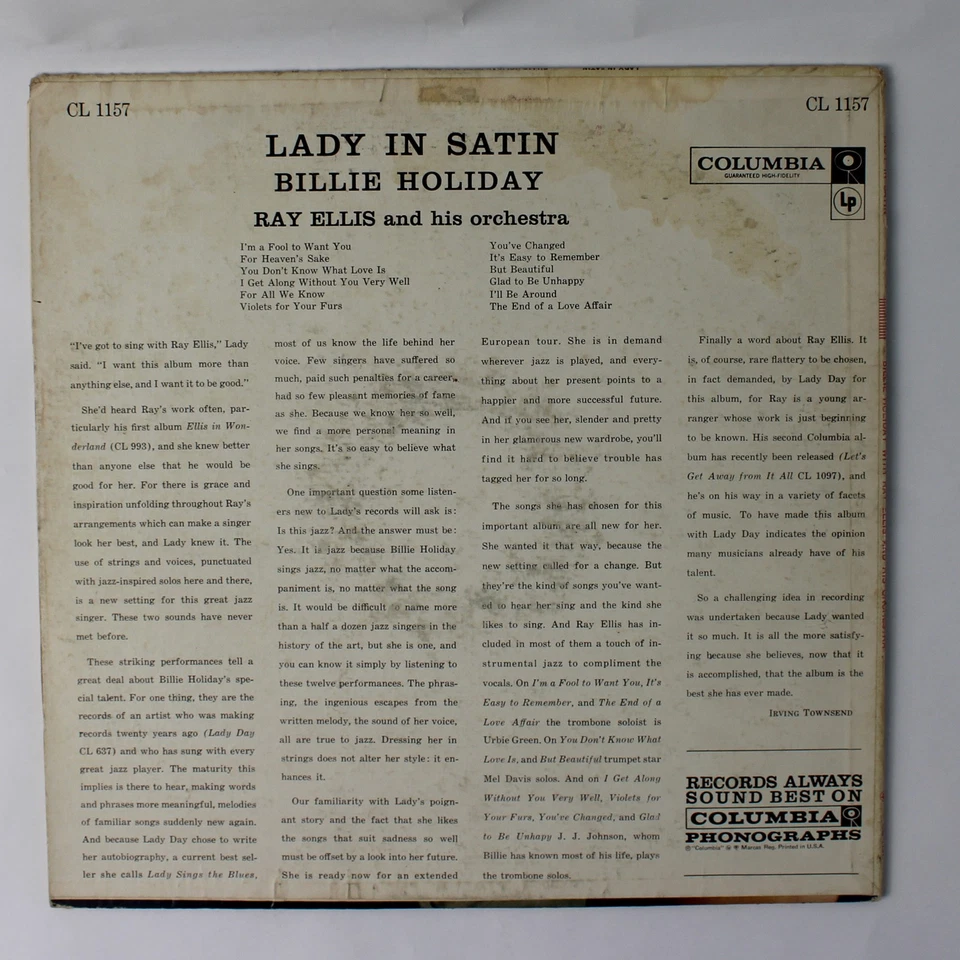 CL 1157
CL 1157
LADY IN SATIN
BILLIE HOLIDAY
RAY ELLIS and his orchestra
COLUMBIA
GUARANTEED HIGH-FIDELITY
Lp
I'm a Fool to Want You
For Heaven's Sake
You Don't Know What Love Is
I Get Along Without You Very Well
For All We Know
Violets for Your Furs
You've Changed
It's Easy to Remember
But Beautiful
Glad to Be Unhappy
I'll Be Around
The End of a Love Affair
"I've got to sing with Ray Ellis," Lady
said. "I want this album more than
anything else, and I want it to be good."
She'd heard Ray's work often, par-
ticularly his first album Ellis in Won-
derland (CL 993), and she knew better
than anyone else that he would be
good for her. For there is grace and
inspiration unfolding throughout Ray's
arrangements which can make a singer
look her best, and Lady knew it. The
use of strings and voices, punctuated
with jazz-inspired solos here and there,
is a new setting for this great jazz
singer. These two sounds have never
met before.
These striking performances tell a
great deal about Billie Holiday's spe-
cial talent. For one thing, they are the
records of an artist who was making
records twenty years ago (Lady Day
CL 637) and who has sung with every
great jazz player. The maturity this
implies is there to hear, making words
and phrases more meaningful, melodies
of familiar songs suddenly new again.
And because Lady Day chose to write
her autobiography, a current best sel-
ler she calls Lady Sings the Blues,
most of us know the life behind her
voice. Few singers have suffered so
much, paid such penalties for a career,
had so few pleasant memories of fame
as she. Because we know her so well,
we find a more personal meaning in
her songs. It's so easy to believe what
she sings.
One important question some listen-
ers new to Lady's records will ask is:
Is this jazz? And the answer must be:
Yes. It is jazz because Billie Holiday
sings jazz, no matter what the accom-
paniment is, no matter what the song
is. It would be difficult to name more
than a half a dozen jazz singers in the
history of the art, but she is one, and
you can know it simply by listening to
these twelve performances. The phras-
ing, the ingenious escapes from the
written melody, the sound of her voice,
all are true to jazz. Dressing her in
strings does not alter her style: it en-
hances it.
Our familiarity with Lady's poign-
ant story and the fact that she likes
the songs that suit sadness so well
must be offset by a look into her future.
She is ready now for an extended
European tour. She is in demand
wherever jazz is played, and every-
thing about her present points to a
happier and more successful future.
And if you see her, slender and pretty
in her glamorous new wardrobe, you'll
find it hard to believe trouble has
tagged her for so long.
The songs she has chosen for this
important album are all new for her.
She wanted it that way, because the
new setting called for a change. But
they're the kind of songs you've want-
ed to hear her sing and the kind she
likes to sing. And Ray Ellis has in-
cluded in most of them a touch of in-
strumental jazz to compliment the
vocals. On I'm a Fool to Want You, It's
Easy to Remember, and The End of a
Love Affair the trombone soloist is
Urbie Green. On You Don't Know What
Love Is, and But Beautiful trumpet star
Mel Davis solos. And on I Get Along
Without You Very Well, Violets for
Your Furs, You've Changed, and Glad
to Be Unhapy J. J. Johnson, whom
Billie has known most of his life, plays
the trombone solos.
Finally a word about Ray Ellis. It
is, of course, rare flattery to be chosen,
in fact demanded, by Lady Day for
this album, for Ray is a young ar-
ranger whose work is just beginning
to be known. His second Columbia al-
bum has recently been released (Let's
Get Away from It All CL 1097), and
he's on his way in a variety of facets
of music. To have made this album
with Lady Day indicates the opinion
many musicians already have of his
talent.
So a challenging idea in recording
was undertaken because Lady wanted
it so much. It is all the more satisfy-
ing because she believes, now that it
is accomplished, that the album is the
best she has ever made.
IRVING TOWNSEND
RECORDS ALWAYS
SOUND BEST ON
COLUMBIA
PHONOGRAPHS
® "Columbia" Marcas Reg. Printed in U.S.A.